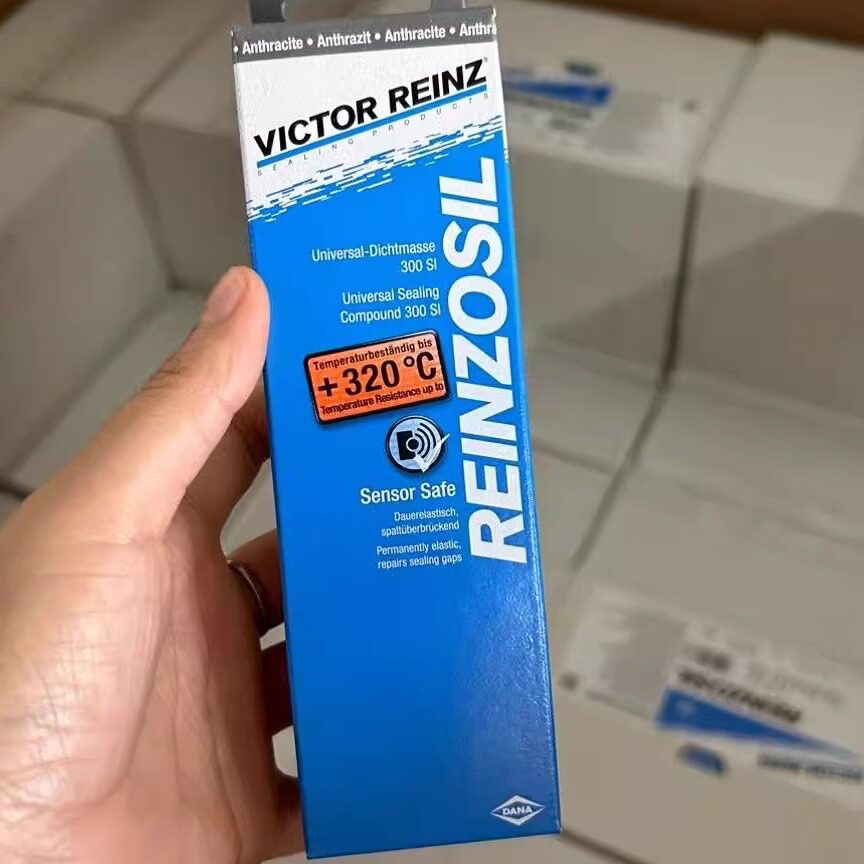 • Anthracite • Anthrazit • Anthracite • Anthra
VICTOR REINZ
SEALING PRODUCTS
REINZOSIL
Universal-Dichtmasse
300 SI
Universal Sealing
Compound 300 SI
Temperaturbeständig bis
+320 °C
Temperature Resistance up to
Sensor Safe
Dauerelastisch,
spaltüberbrückend
Permanently elastic,
repairs sealing gaps
DANA